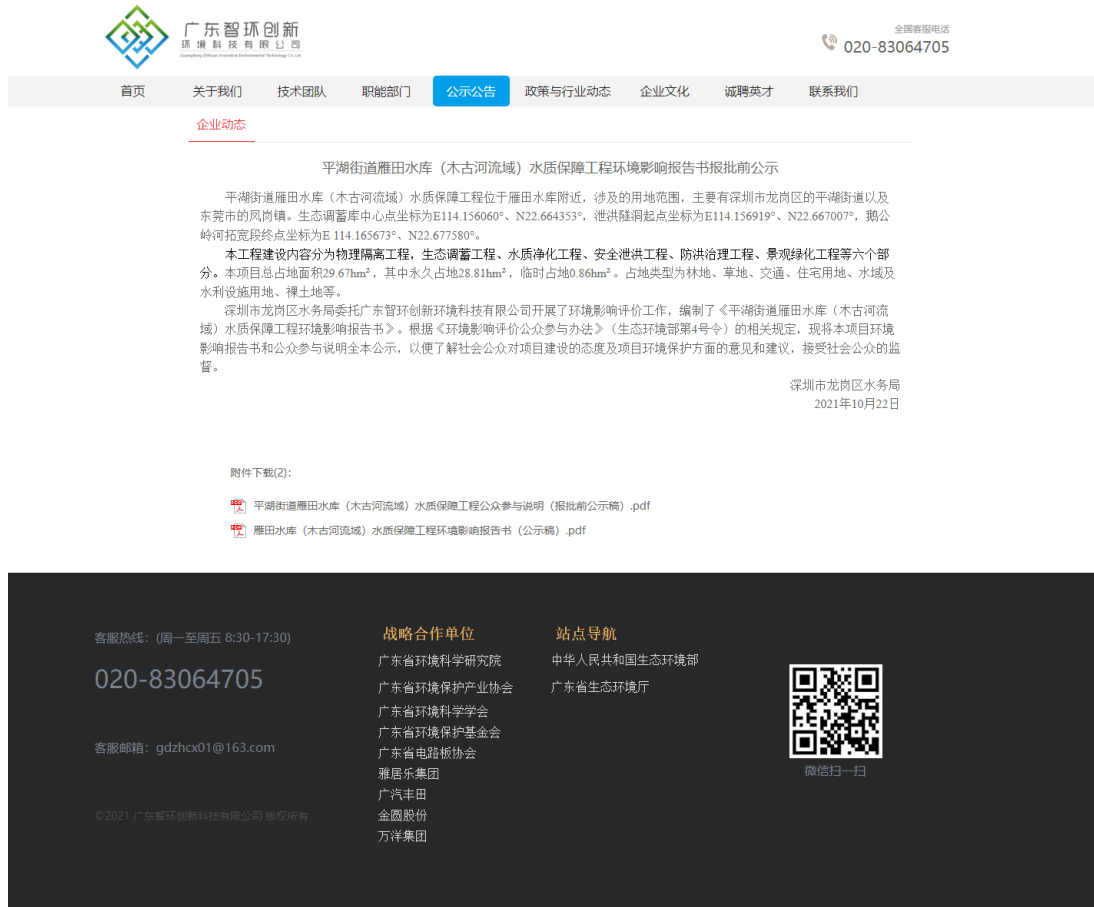 广东智环创新
环境科技有限公司
Guangdong Zhihuan Innovative Environmental Technology Co. Ltd
全国客服电话
020-83064705
首页 关于我们 技术团队 职能部门 公示公告 政策与行业动态 企业文化 诚聘英才 联系我们
企业动态
平湖街道雁田水库（木古河流域）水质保障工程环境影响报告书报批前公示
平湖街道雁田水库（木古河流域）水质保障工程位于雁田水库附近，涉及的用地范围，主要有深圳市龙岗区的平湖街道以及
东莞市的凤岗镇。生态调蓄库中心点坐标为E114.156060°、N22.664353°，泄洪隧洞起点坐标为E114.156919°、N22.667007°，鹅公
岭河拓宽段终点坐标为E 114.165673°、N22.677580°。
本工程建设内容分为物理隔离工程，生态调蓄工程、水质净化工程、安全泄洪工程、防洪治理工程、景观绿化工程等六个部
分。本项目总占地面积29.67hm²，其中永久占地28.81hm²，临时占地0.86hm²。占地类型为林地、草地、交通、住宅用地、水域及
水利设施用地、裸土地等。
深圳市龙岗区水务局委托广东智环创新环境科技有限公司开展了环境影响评价工作，编制了《平湖街道雁田水库（木古河流
域）水质保障工程环境影响报告书》。根据《环境影响评价公众参与办法》（生态环境部第4号令）的相关规定，现将本项目环境
影响报告书和公众参与说明全本公示，以便了解社会公众对项目建设的态度及项目环境保护方面的意见和建议，接受社会公众的监
督。
深圳市龙岗区水务局
2021年10月22日
附件下载(2):
平湖街道雁田水库（木古河流域）水质保障工程公众参与说明（报批前公示稿）.pdf
雁田水库（木古河流域）水质保障工程环境影响报告书（公示稿）.pdf
客服热线：(周一至周五 8:30-17:30)
020-83064705
客服邮箱：gdzhcx01@163.com
©2021 广东智环创新科技有限公司 版权所有
战略合作单位
广东省环境科学研究院
广东省环境保护产业协会
广东省环境科学学会
广东省环境保护基金会
广东省电路板协会
雅居乐集团
广汽丰田
金圆股份
万洋集团
站点导航
中华人民共和国生态环境部
广东省生态环境厅
微信扫一扫